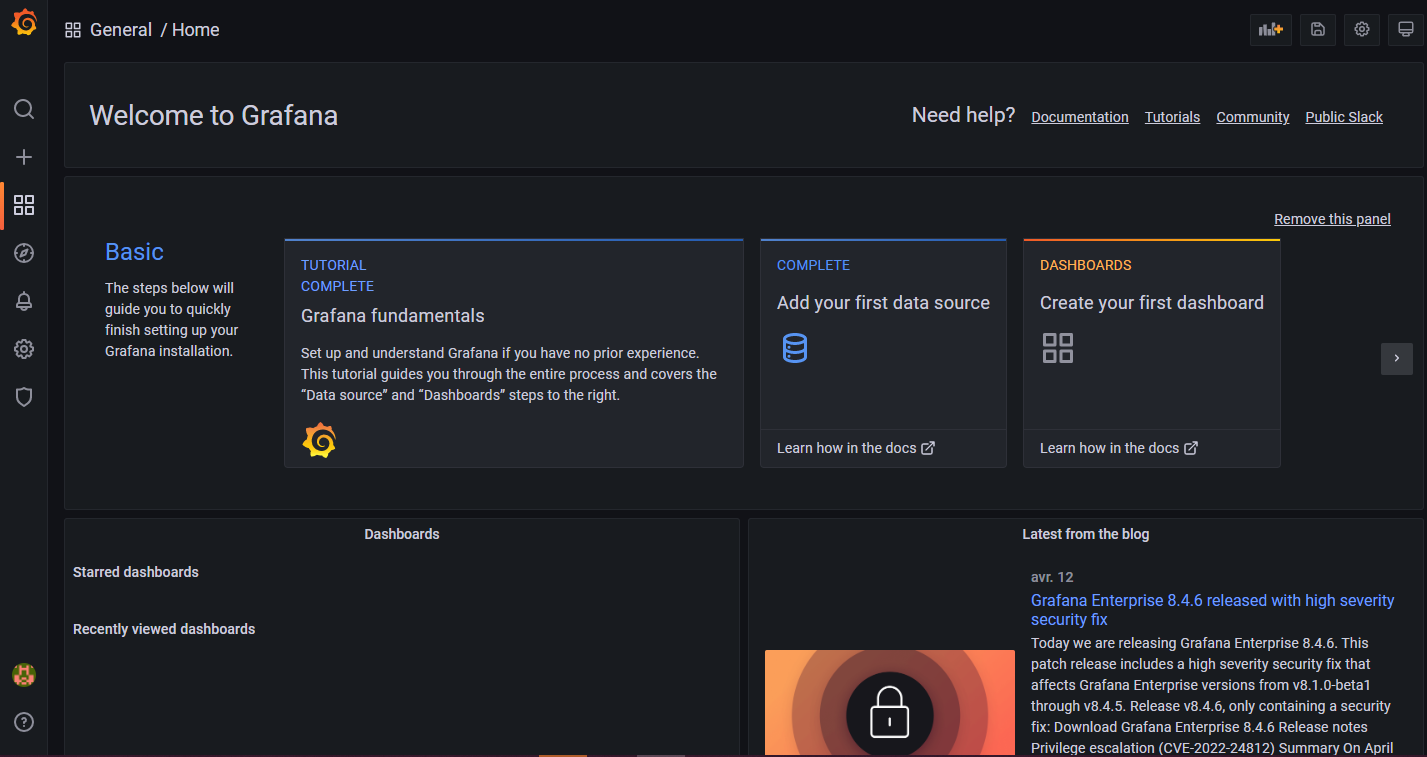 General / Home
Welcome to Grafana
Need help? Documentation Tutorials Community Public Slack
Remove this panel
Basic
The steps below will
guide you to quickly
finish setting up your
Grafana installation.
TUTORIAL
COMPLETE
Grafana fundamentals
Set up and understand Grafana if you have no prior experience.
This tutorial guides you through the entire process and covers the
“Data source” and “Dashboards” steps to the right.
COMPLETE
Add your first data source
Learn how in the docs
DASHBOARDS
Create your first dashboard
Learn how in the docs
Dashboards
Starred dashboards
Recently viewed dashboards
Latest from the blog
avr. 12
Grafana Enterprise 8.4.6 released with high severity
security fix
Today we are releasing Grafana Enterprise 8.4.6. This
patch release includes a high severity security fix that
affects Grafana Enterprise versions from v8.1.0-beta1
through v8.4.5. Release v8.4.6, only containing a security
fix: Download Grafana Enterprise 8.4.6 Release notes
Privilege escalation (CVE-2022-24812) Summary On April